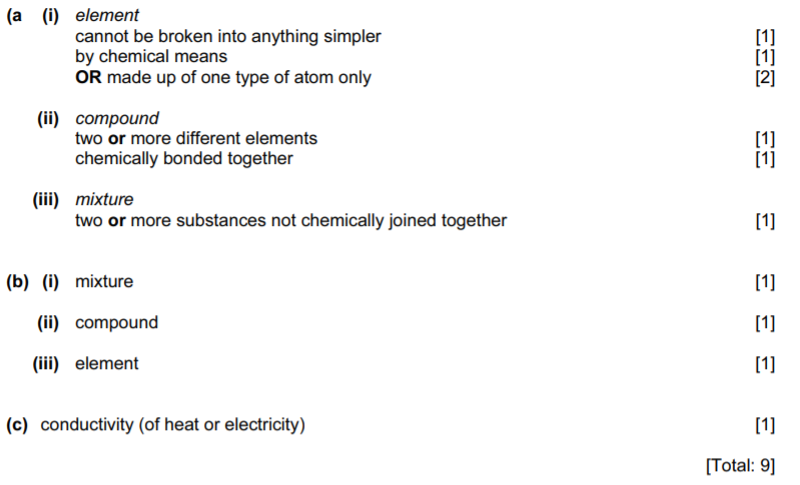 (a (i) element
cannot be broken into anything simpler [1]
by chemical means [1]
OR made up of one type of atom only [2]
(ii) compound
two or more different elements [1]
chemically bonded together [1]
(iii) mixture
two or more substances not chemically joined together [1]
(b) (i) mixture [1]
(ii) compound [1]
(iii) element [1]
(c) conductivity (of heat or electricity) [1]
[Total: 9]